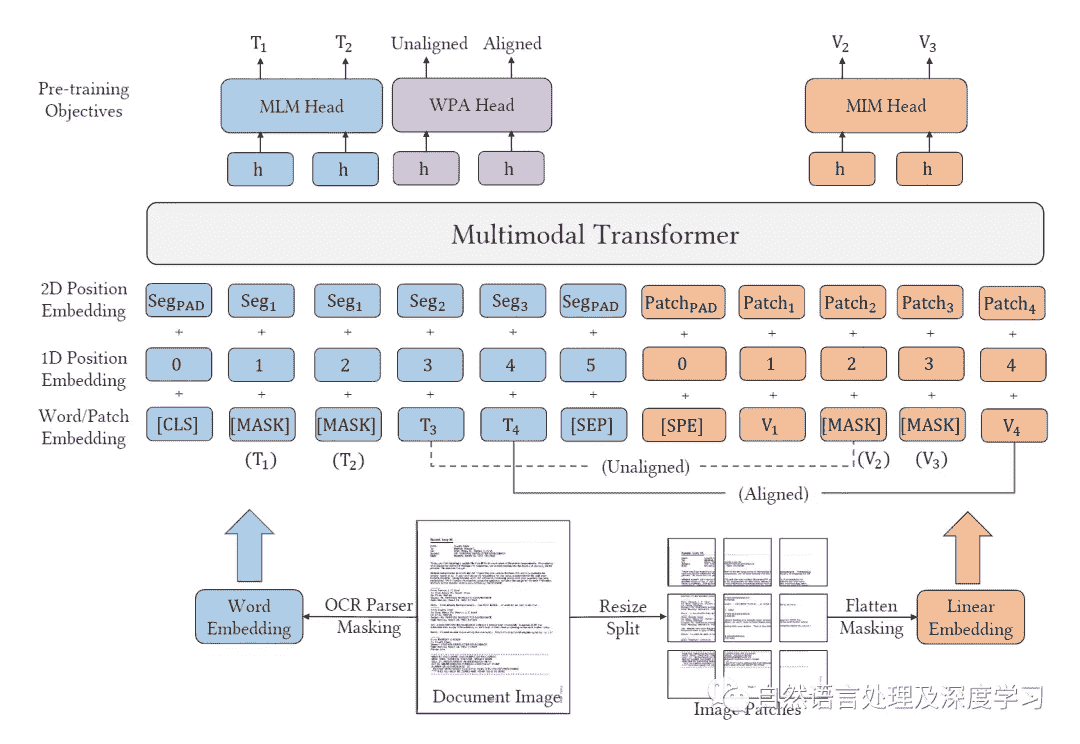 T₁ T₂ Unaligned Aligned V₂ V₃
Pre-training
Objectives
MLM Head WPA Head MIM Head
h h h h h h
Multimodal Transformer
2D Position
Embedding
Seg_PAD Seg₁ Seg₁ Seg₂ Seg₃ Seg_PAD Patch_PAD Patch₁ Patch₂ Patch₃ Patch₄
+ + + + + + + + + + +
1D Position
Embedding
0 1 2 3 4 5 0 1 2 3 4
+ + + + + + + + + + +
Word/Patch
Embedding
[CLS] [MASK] [MASK] T₃ T₄ [SEP] [SPE] V₁ [MASK] [MASK] V₄
(T₁) (T₂) (Unaligned) (V₂) (V₃)
(Aligned)
Word
Embedding
OCR Parser
Masking
Document Image
Resize
Split
Image Patches
Flatten
Masking
Linear
Embedding
自然语言处理及深度学习